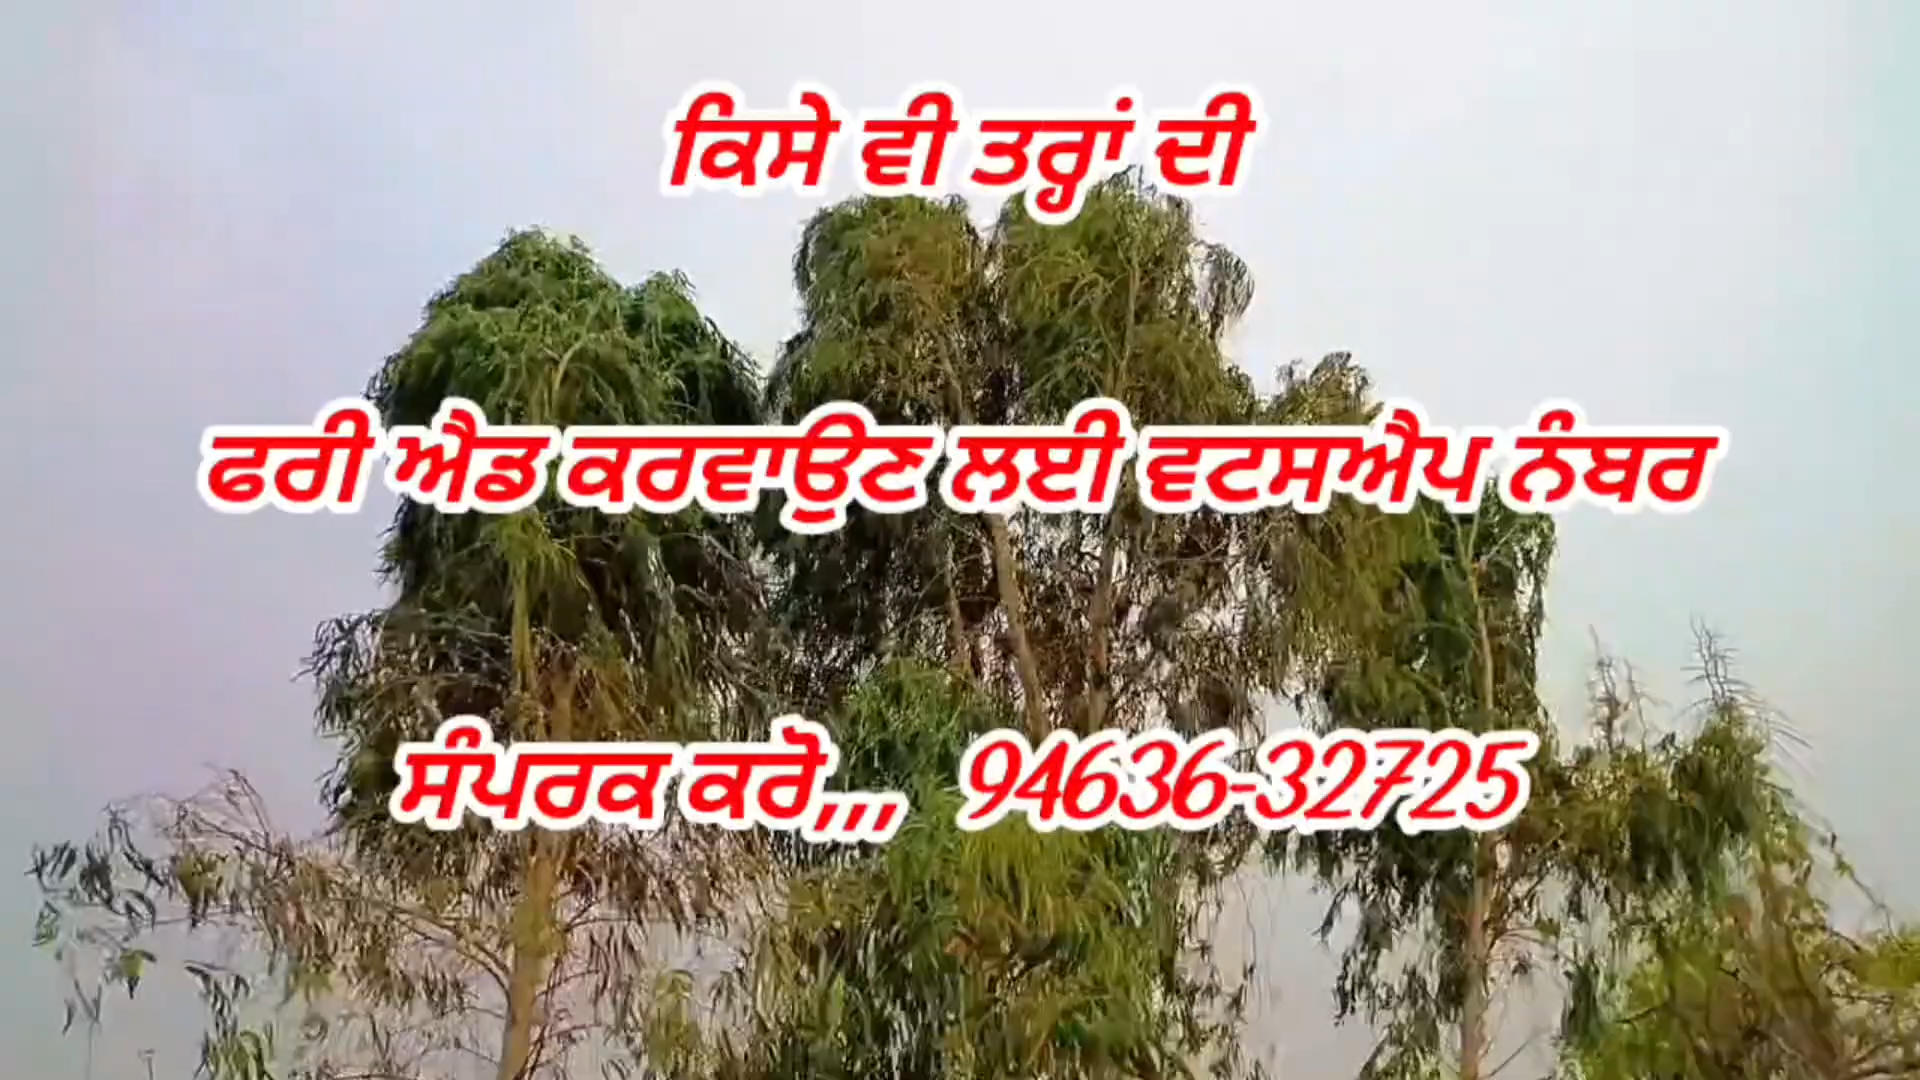 ਕਿਸੇ ਵੀ ਤਰ੍ਹਾਂ ਦੀ
ਫਰੀ ਐਡ ਕਰਵਾਉਣ ਲਈ ਵਟਸਐਪ ਨੰਬਰ
ਸੰਪਰਕ ਕਰੋ,,, 94636-32725